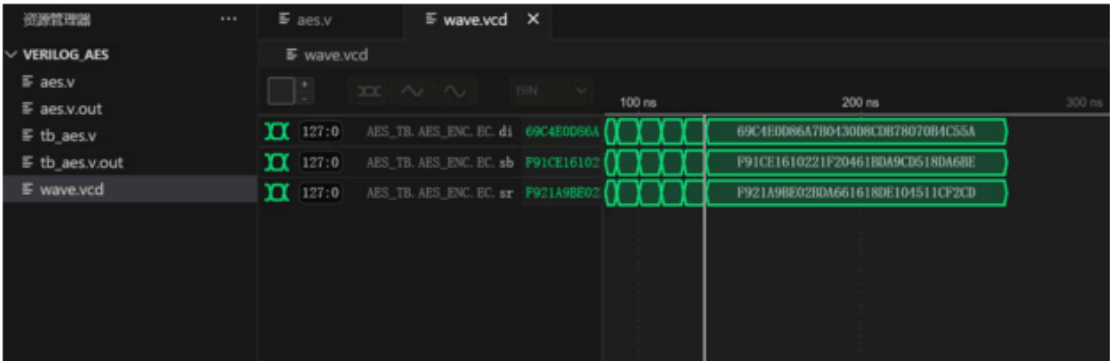 资源管理器 ···
aes.v
wave.vcd ×
VERILOG_AES
wave.vcd
aes.v
aes.v.out
tb_aes.v
tb_aes.v.out
wave.vcd
+
-
BIN
100 ns 200 ns 300 ns
127:0 AES_TB.AES_ENC.EC.di 69C4E0D86A 69C4E0D86A7B0430D8CDB78070B4C55A
127:0 AES_TB.AES_ENC.EC.sb F91CE16102 F91CE1610221F20461BDA9CD518DA6BE
127:0 AES_TB.AES_ENC.EC.sr F921A9BE02 F921A9BE02BDA661618DE104511CF2CD